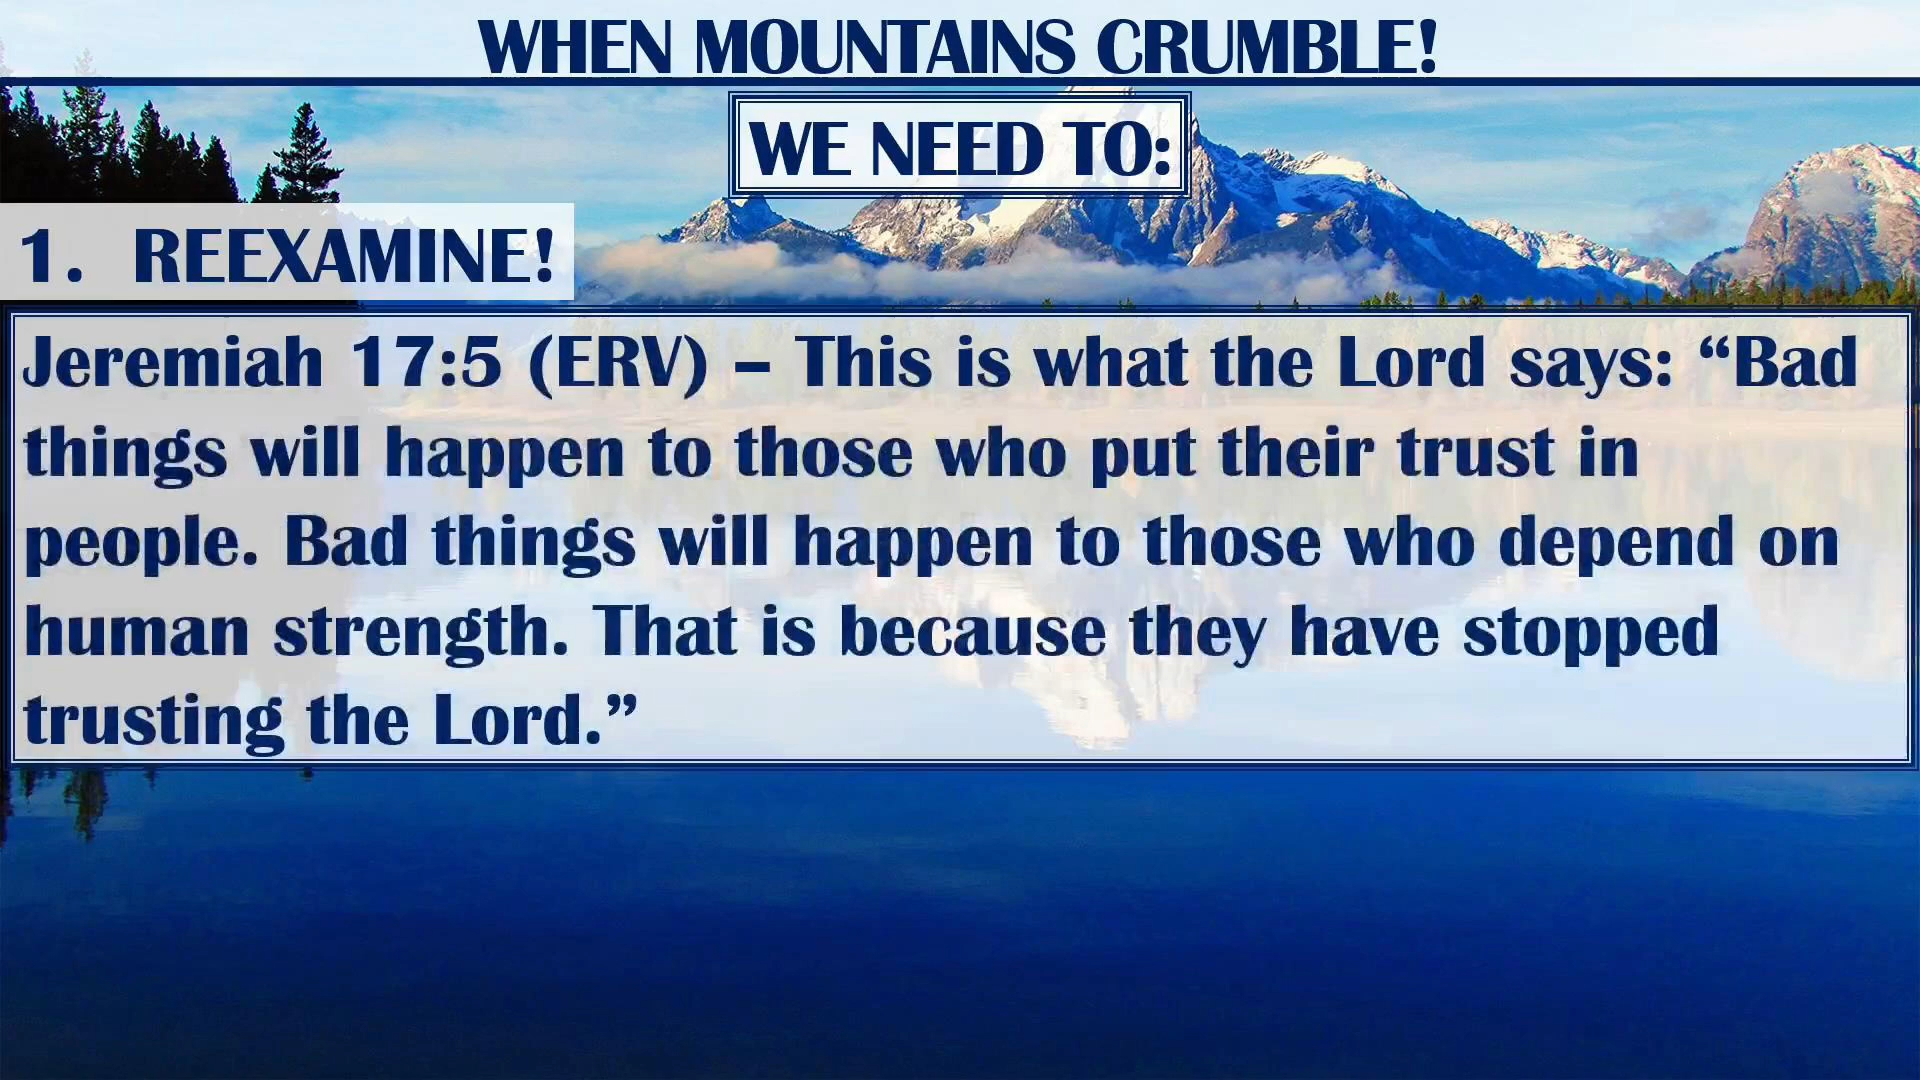 WHEN MOUNTAINS CRUMBLE!
WE NEED TO:
1. REEXAMINE!
Jeremiah 17:5 (ERV) – This is what the Lord says: “Bad
things will happen to those who put their trust in
people. Bad things will happen to those who depend on
human strength. That is because they have stopped
trusting the Lord.”